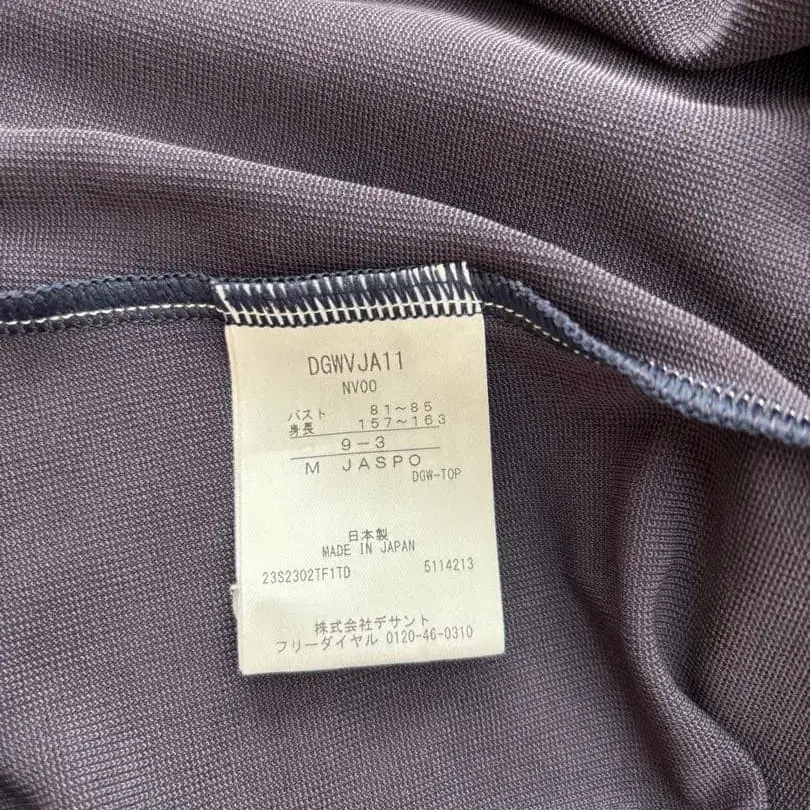 DGWVJA11
NV00
バスト 81～85
身長 157～163
9-3
M JASPO
DGW-TOP
日本製
MADE IN JAPAN
23S2302TF1TD 5114213
株式会社デサント
フリーダイヤル 0120-46-0310